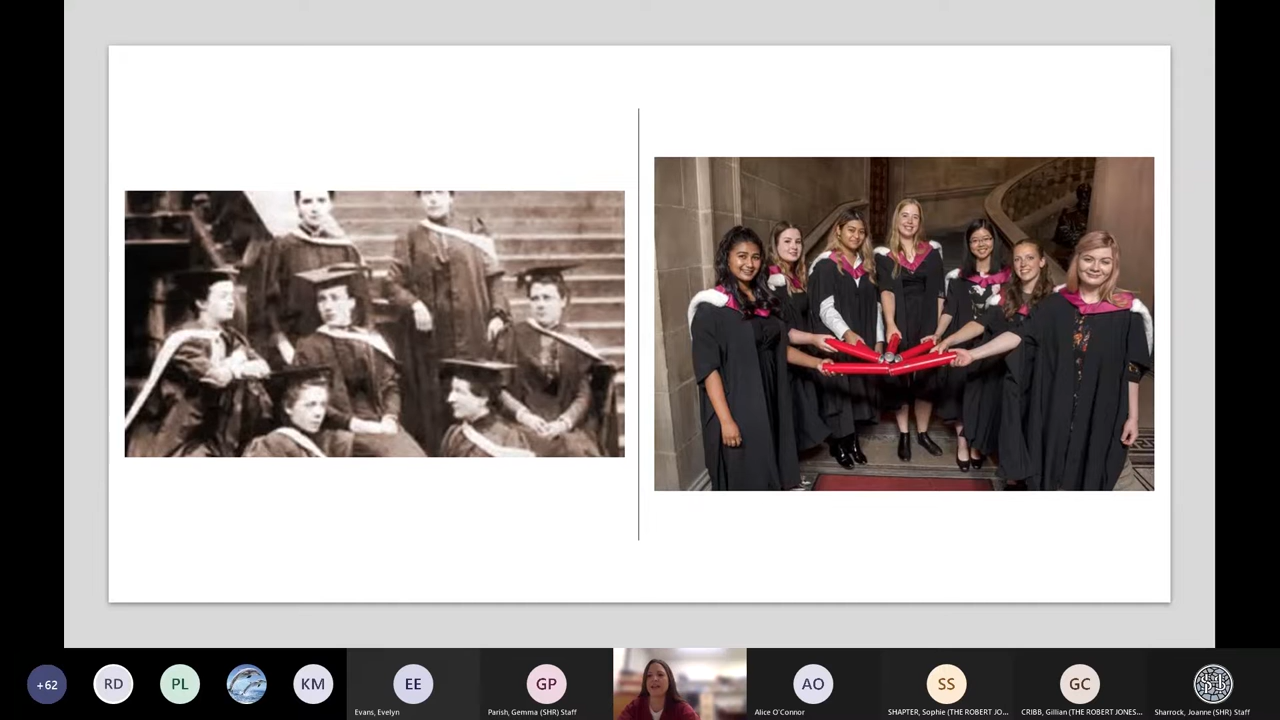 +62
RD
PL
KM
EE
Evans, Evelyn
GP
Parish, Gemma (SHR) Staff
AO
Alice O'Connor
SS
SHAPTER, Sophie (THE ROBERT JO...
GC
CRIBB, Gillian (THE ROBERT JONES...
Sharrock, Joanne (SHR) Staff